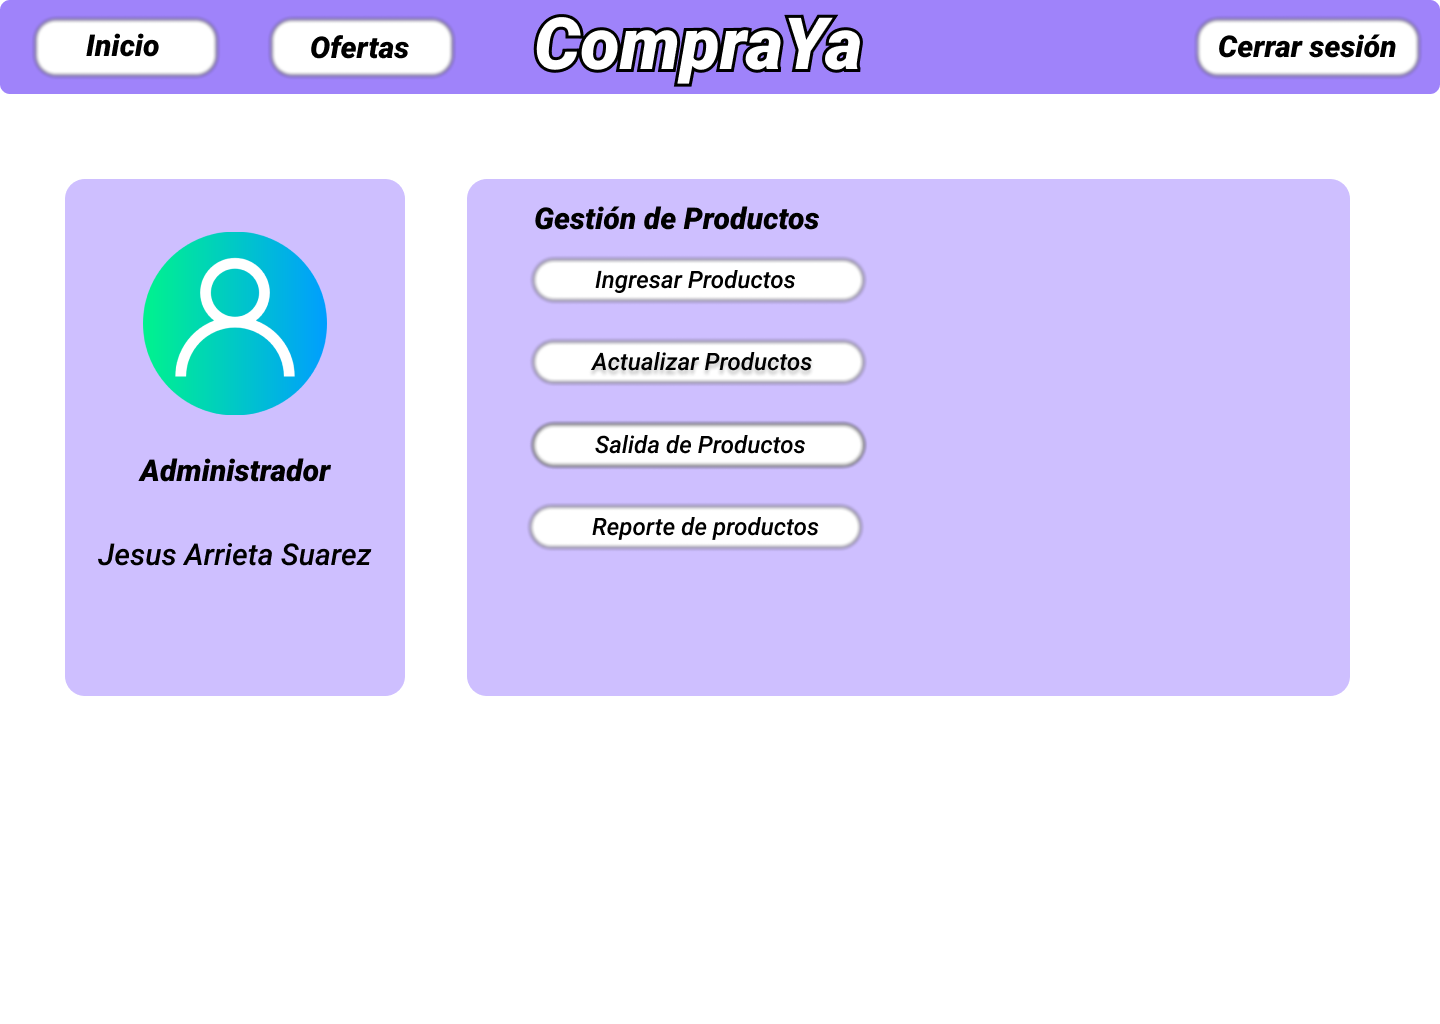 Inicio
Ofertas
CompraYa
Cerrar sesión
Administrador
Jesus Arrieta Suarez
Gestión de Productos
Ingresar Productos
Actualizar Productos
Salida de Productos
Reporte de productos